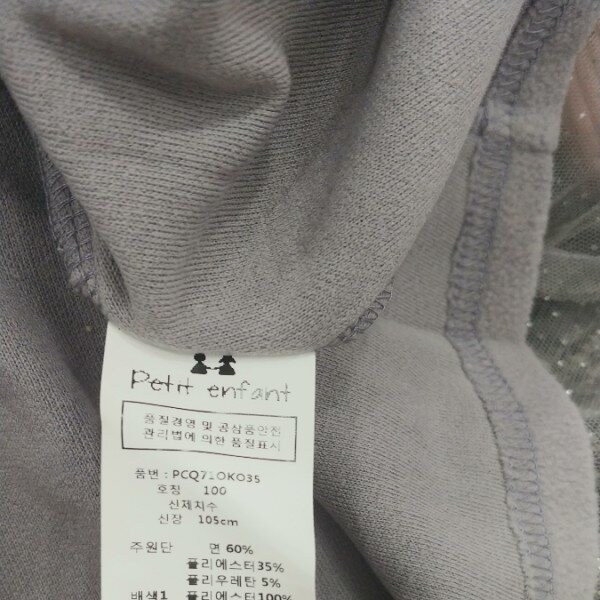 Petit enfant
품질경영 및 공산품안전
관리법에 의한 품질표시
품번 : PCQ71OK035
호칭 100
신체치수
신장 105cm
주원단 면 60%
폴리에스터35%
폴리우레탄 5%
배색1 폴리에스터100%